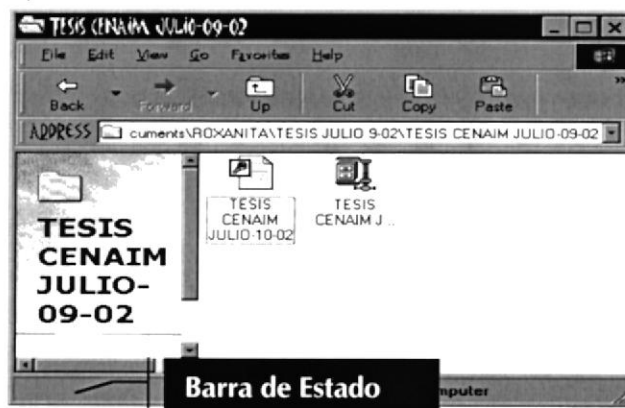 TESIS CENAIM JULIO-09-02
File Edit View Go Favorites Help
Back Forward Up Cut Copy Paste »
ADDRESS cuments\ROXANITA\TESIS JULIO 9-02\TESIS CENAIM JULIO-09-02
TESIS
CENAIM
JULIO-10-02
TESIS
CENAIM J...
TESIS
CENAIM
JULIO-
09-02
Barra de Estado
mputer